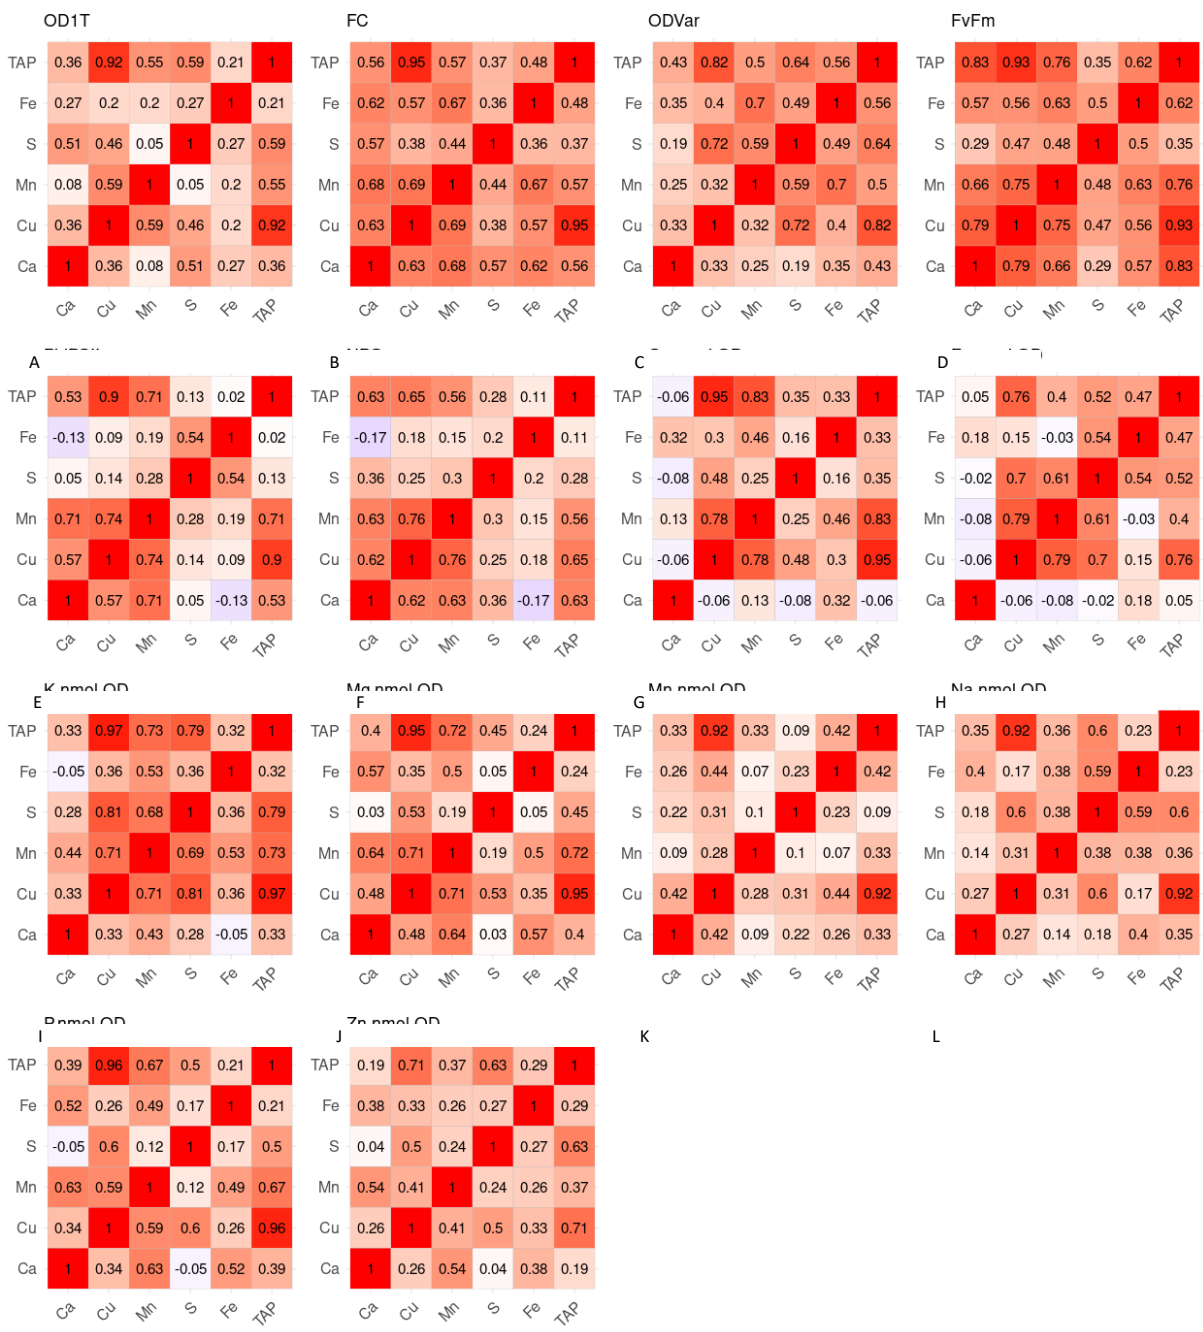 OD1T FC ODVar FvFm
TAP 0.36 0.92 0.55 0.59 0.21 1 TAP 0.56 0.95 0.57 0.37 0.48 1 TAP 0.43 0.82 0.5 0.64 0.56 1 TAP 0.83 0.93 0.76 0.35 0.62 1
Fe 0.27 0.2 0.2 0.27 1 0.21 Fe 0.62 0.57 0.67 0.36 1 0.48 Fe 0.35 0.4 0.7 0.49 1 0.56 Fe 0.57 0.56 0.63 0.5 1 0.62
S 0.51 0.46 0.05 1 0.27 0.59 S 0.57 0.38 0.44 1 0.36 0.37 S 0.19 0.72 0.59 1 0.49 0.64 S 0.29 0.47 0.48 1 0.5 0.35
Mn 0.08 0.59 1 0.05 0.2 0.55 Mn 0.68 0.69 1 0.44 0.67 0.57 Mn 0.25 0.32 1 0.59 0.7 0.5 Mn 0.66 0.75 1 0.48 0.63 0.76
Cu 0.36 1 0.59 0.46 0.2 0.92 Cu 0.63 1 0.69 0.38 0.57 0.95 Cu 0.33 1 0.32 0.72 0.4 0.82 Cu 0.79 1 0.75 0.47 0.56 0.93
Ca 1 0.36 0.08 0.51 0.27 0.36 Ca 1 0.63 0.68 0.57 0.62 0.56 Ca 1 0.33 0.25 0.19 0.35 0.43 Ca 1 0.79 0.66 0.29 0.57 0.83
Ca Cu Mn S Fe TAP Ca Cu Mn S Fe TAP Ca Cu Mn S Fe TAP Ca Cu Mn S Fe TAP
A B C D
TAP 0.53 0.9 0.71 0.13 0.02 1 TAP 0.63 0.65 0.56 0.28 0.11 1 TAP -0.06 0.95 0.83 0.35 0.33 1 TAP 0.05 0.76 0.4 0.52 0.47 1
Fe -0.13 0.09 0.19 0.54 1 0.02 Fe -0.17 0.18 0.15 0.2 1 0.11 Fe 0.32 0.3 0.46 0.16 1 0.33 Fe 0.18 0.15 -0.03 0.54 1 0.47
S 0.05 0.14 0.28 1 0.54 0.13 S 0.36 0.25 0.3 1 0.2 0.28 S -0.08 0.48 0.25 1 0.16 0.35 S -0.02 0.7 0.61 1 0.54 0.52
Mn 0.71 0.74 1 0.28 0.19 0.71 Mn 0.63 0.76 1 0.3 0.15 0.56 Mn 0.13 0.78 1 0.25 0.46 0.83 Mn -0.08 0.79 1 0.61 -0.03 0.4
Cu 0.57 1 0.74 0.14 0.09 0.9 Cu 0.62 1 0.76 0.25 0.18 0.65 Cu -0.06 1 0.78 0.48 0.3 0.95 Cu -0.06 1 0.79 0.7 0.15 0.76
Ca 1 0.57 0.71 0.05 -0.13 0.53 Ca 1 0.62 0.63 0.36 -0.17 0.63 Ca 1 -0.06 0.13 -0.08 0.32 -0.06 Ca 1 -0.06 -0.08 -0.02 0.18 0.05
Ca Cu Mn S Fe TAP Ca Cu Mn S Fe TAP Ca Cu Mn S Fe TAP Ca Cu Mn S Fe TAP
K nmol OD Mg nmol OD Mn nmol OD Na nmol OD
E F G H
TAP 0.33 0.97 0.73 0.79 0.32 1 TAP 0.4 0.95 0.72 0.45 0.24 1 TAP 0.33 0.92 0.33 0.09 0.42 1 TAP 0.35 0.92 0.36 0.6 0.23 1
Fe -0.05 0.36 0.53 0.36 1 0.32 Fe 0.57 0.35 0.5 0.05 1 0.24 Fe 0.26 0.44 0.07 0.23 1 0.42 Fe 0.4 0.17 0.38 0.59 1 0.23
S 0.28 0.81 0.68 1 0.36 0.79 S 0.03 0.53 0.19 1 0.05 0.45 S 0.22 0.31 0.1 1 0.23 0.09 S 0.18 0.6 0.38 1 0.59 0.6
Mn 0.44 0.71 1 0.69 0.53 0.73 Mn 0.64 0.71 1 0.19 0.5 0.72 Mn 0.09 0.28 1 0.1 0.07 0.33 Mn 0.14 0.31 1 0.38 0.38 0.36
Cu 0.33 1 0.71 0.81 0.36 0.97 Cu 0.48 1 0.71 0.53 0.35 0.95 Cu 0.42 1 0.28 0.31 0.44 0.92 Cu 0.27 1 0.31 0.6 0.17 0.92
Ca 1 0.33 0.43 0.28 -0.05 0.33 Ca 1 0.48 0.64 0.03 0.57 0.4 Ca 1 0.42 0.09 0.22 0.26 0.33 Ca 1 0.27 0.14 0.18 0.4 0.35
Ca Cu Mn S Fe TAP Ca Cu Mn S Fe TAP Ca Cu Mn S Fe TAP Ca Cu Mn S Fe TAP
nmol OD Zn nmol OD
I J K L
TAP 0.39 0.96 0.67 0.5 0.21 1 TAP 0.19 0.71 0.37 0.63 0.29 1
Fe 0.52 0.26 0.49 0.17 1 0.21 Fe 0.38 0.33 0.26 0.27 1 0.29
S -0.05 0.6 0.12 1 0.17 0.5 S 0.04 0.5 0.24 1 0.27 0.63
Mn 0.63 0.59 1 0.12 0.49 0.67 Mn 0.54 0.41 1 0.24 0.26 0.37
Cu 0.34 1 0.59 0.6 0.26 0.96 Cu 0.26 1 0.41 0.5 0.33 0.71
Ca 1 0.34 0.63 -0.05 0.52 0.39 Ca 1 0.26 0.54 0.04 0.38 0.19
Ca Cu Mn S Fe TAP Ca Cu Mn S Fe TAP